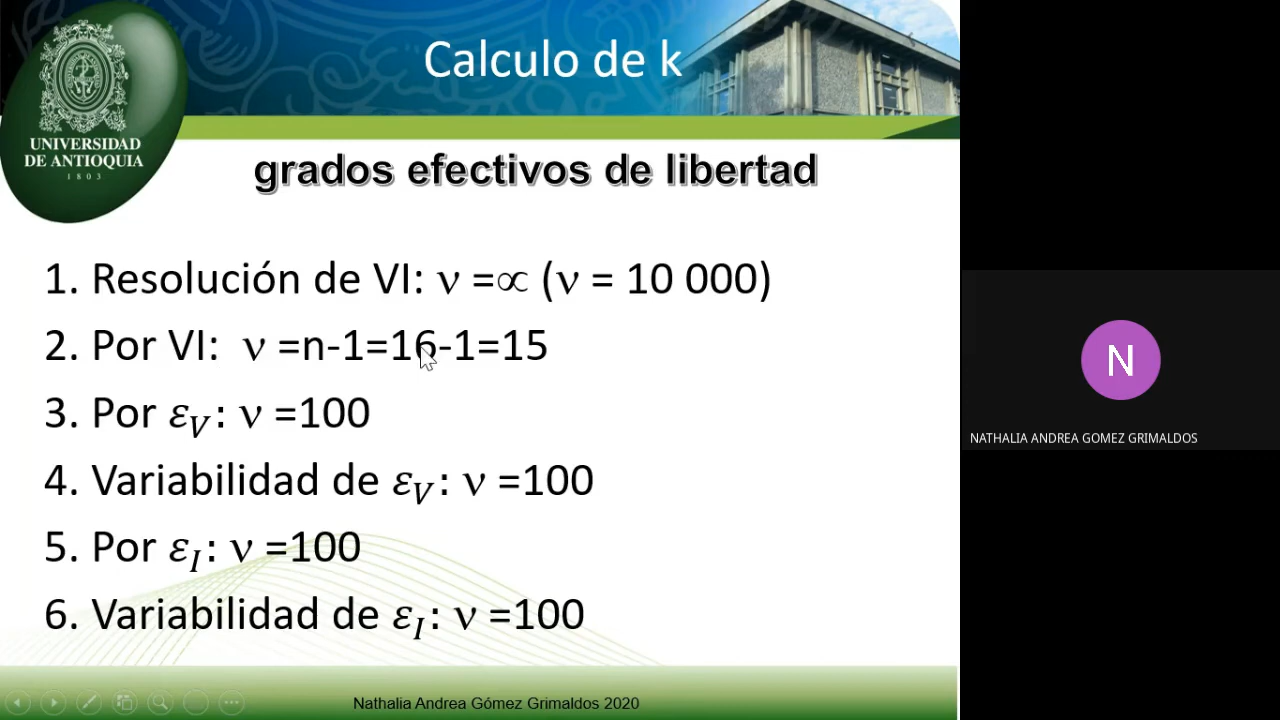 Calculo de k
UNIVERSIDAD
DE ANTIOQUIA
1803
grados efectivos de libertad
1. Resolución de VI: ν =∝ (ν = 10 000)
2. Por VI: ν =n-1=16-1=15
3. Por εV: ν =100
4. Variabilidad de εV: ν =100
5. Por εI: ν =100
6. Variabilidad de εI: ν =100
Nathalia Andrea Gómez Grimaldos 2020
N
NATHALIA ANDREA GOMEZ GRIMALDOS